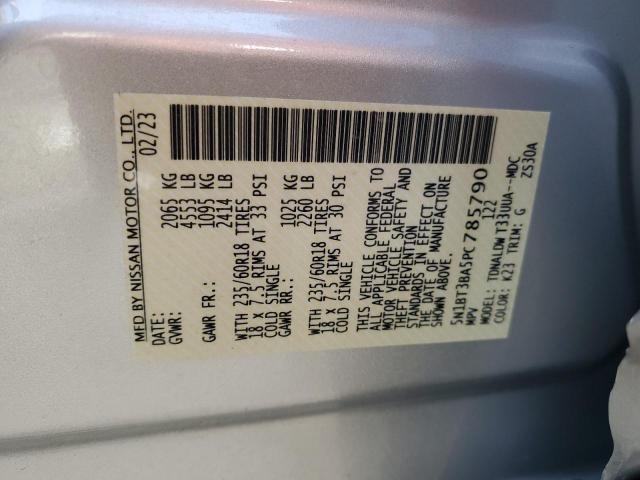 MFD BY NISSAN MOTOR CO., LTD.
DATE: 02/23
GVWR: 2065 KG
4553 LB
GAWR FR.: 1095 KG
2414 LB
WITH 235/60R18 TIRES
18 X 7.5 RIMS AT 33 PSI
COLD SINGLE
GAWR RR.: 1025 KG
2260 LB
WITH 235/60R18 TIRES
18 X 7.5 RIMS AT 30 PSI
COLD SINGLE
THIS VEHICLE CONFORMS TO
ALL APPLICABLE FEDERAL
MOTOR VEHICLE SAFETY AND
THEFT PREVENTION
STANDARDS IN EFFECT ON
THE DATE OF MANUFACTURE
SHOWN ABOVE.
5N1BT3BA5PC785790
MPV 122
MODEL: TDNALDWT33UUA--MDC
COLOR: K23 TRIM: G ZS30A